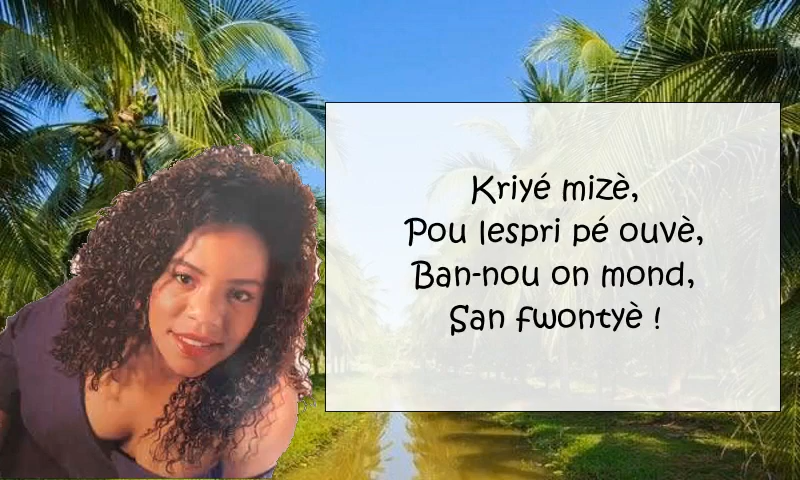 Kriyé mizè,
Pou lespri pé ouvè,
Ban-nou on mond,
San fwontyè !